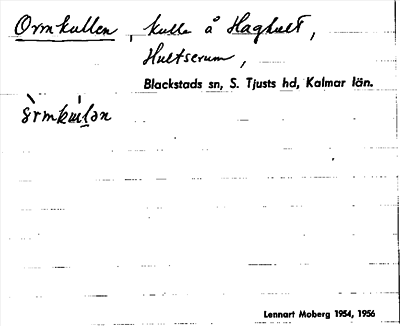 Ormkullen, kulle å Haghult,
Hultserum,
Blackstads sn, S. Tjusts hd, Kalmar län.
Lennart Moberg 1954, 1956